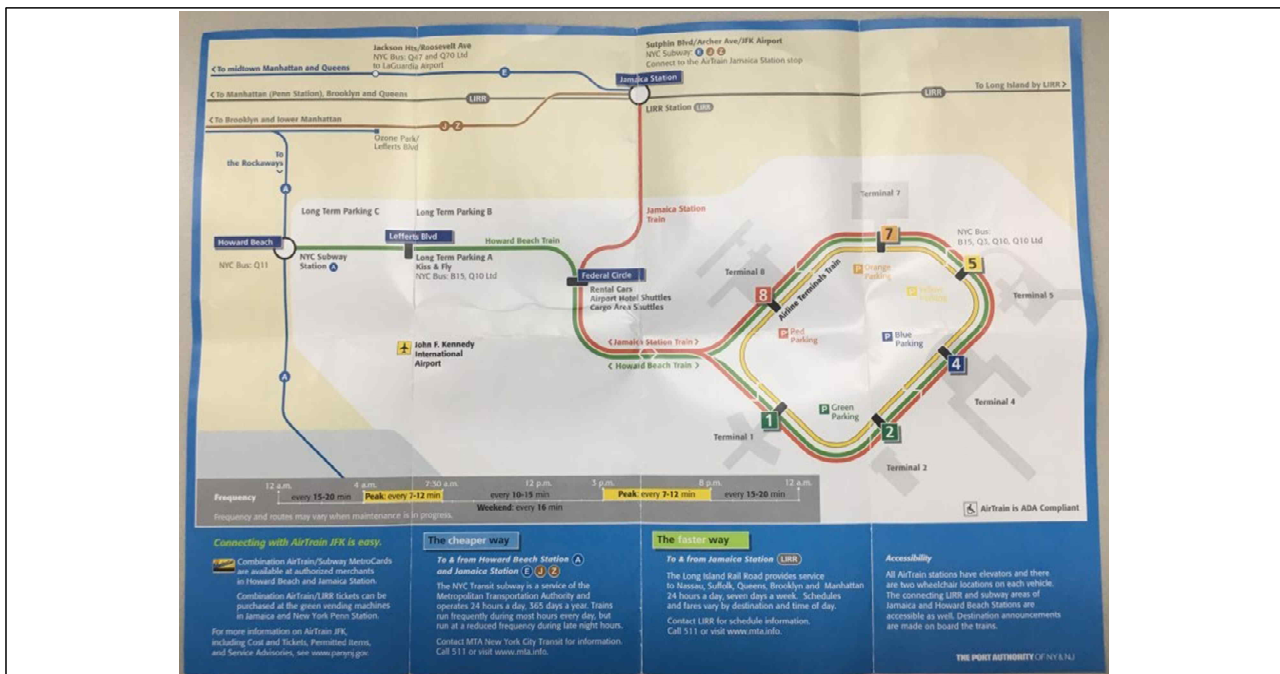 Jackson Hts/Roosevelt Ave
NYC Bus: Q47 and Q70 Ltd
to LaGuardia Airport
Sutphin Blvd/Archer Ave/JFK Airport
NYC Subway: E J Z
Connect to the AirTrain Jamaica Station stop
<To midtown Manhattan and Queens
E
Jamaica Station
<To Manhattan (Penn Station), Brooklyn and Queens
LIRR
LIRR
To Long Island by LIRR>
LIRR Station LIRR
<To Brooklyn and lower Manhattan
J Z
Ozone Park/
Lefferts Blvd
To
the Rockaways
A
Terminal 7
Long Term Parking C
Long Term Parking B
Jamaica Station
Train
Howard Beach
Lefferts Blvd
Howard Beach Train
7
NYC Bus:
B15, Q3, Q10, Q10 Ltd
NYC Bus: Q11
NYC Subway
Station A
Long Term Parking A
Kiss & Fly
NYC Bus: B15, Q10 Ltd
Federal Circle
Rental Cars
Airport Hotel Shuttles
Cargo Area Shuttles
Terminal 8
8
Airline Terminals Train
P Orange
Parking
5
P Yellow
Parking
Terminal 5
P Red
Parking
P Blue
Parking
John F. Kennedy
International
Airport
<Jamaica Station Train>
<Howard Beach Train>
4
A
Terminal 4
P Green
Parking
1
2
Terminal 1
Terminal 2
12 a.m. 4 a.m. 7:30 a.m. 12 p.m. 3 p.m. 8 p.m. 12 a.m.
Frequency every 15-20 min Peak: every 7-12 min every 10-15 min Peak: every 7-12 min every 15-20 min
Weekend: every 16 min
Frequency and routes may vary when maintenance is in progress.
AirTrain is ADA Compliant
Connecting with AirTrain JFK is easy.
Combination AirTrain/Subway MetroCards
are available at authorized merchants
in Howard Beach and Jamaica Station.
Combination AirTrain/LIRR tickets can be
purchased at the green vending machines
in Jamaica and New York Penn Station.
For more information on AirTrain JFK,
including Cost and Tickets, Permitted Items,
and Service Advisories, see www.panynj.gov.
The cheaper way
To & from Howard Beach Station A
and Jamaica Station E J Z
The NYC Transit subway is a service of the
Metropolitan Transportation Authority and
operates 24 hours a day, 365 days a year. Trains
run frequently during most hours every day, but
run at a reduced frequency during late night hours.
Contact MTA New York City Transit for information.
Call 511 or visit www.mta.info.
The faster way
To & from Jamaica Station LIRR
The Long Island Rail Road provides service
to Nassau, Suffolk, Queens, Brooklyn and Manhattan
24 hours a day, seven days a week. Schedules
and fares vary by destination and time of day.
Contact LIRR for schedule information.
Call 511 or visit www.mta.info.
Accessibility
All AirTrain stations have elevators and there
are two wheelchair locations on each vehicle.
The connecting LIRR and subway areas of
Jamaica and Howard Beach Stations are
accessible as well. Destination announcements
are made on board the trains.
THE PORT AUTHORITY OF NY & NJ